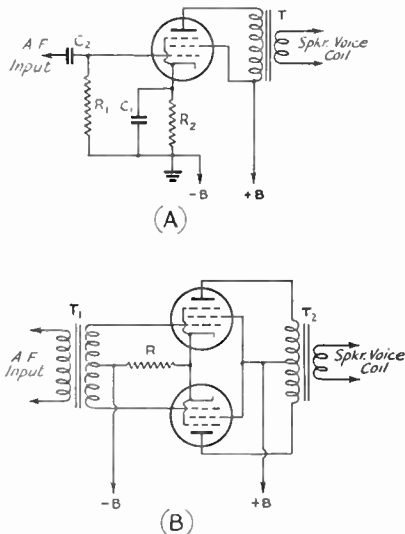 A F
Input
C₂
R₁
C₁
R₂
T
Spkr. Voice
Coil
-B
+B
(A)
T₁
A F
Input
R
T₂
Spkr. Voice
Coil
-B
+B
(B)